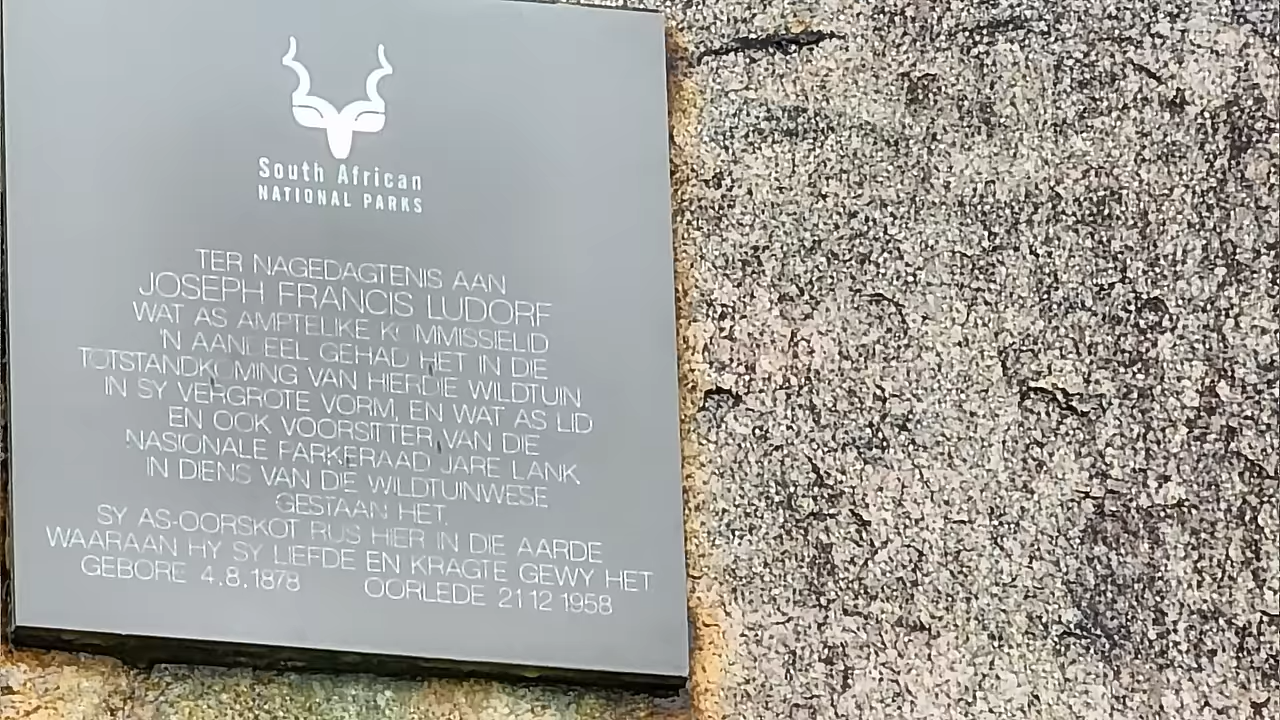 South African
NATIONAL PARKS
TER NAGEDAGTENIS AAN
JOSEPH FRANCIS LUDORF
WAT AS AMPTELIKE KOMMISSIELID
'N AANDEEL GEHAD HET IN DIE
TOTSTANDKOMING VAN HIERDIE WILDTUIN
IN SY VERGROTE VORM, EN WAT AS LID
EN OOK VOORSITTER VAN DIE
NASIONALE PARKERAAD JARE LANK
IN DIENS VAN DIE WILDTUINWESE
GESTAAN HET.
SY AS-OORSKOT RUS HIER IN DIE AARDE
WAARAAN HY SY LIEFDE EN KRAGTE GEWY HET
GEBORE 4.8.1878 OORLEDE 21 12 1958